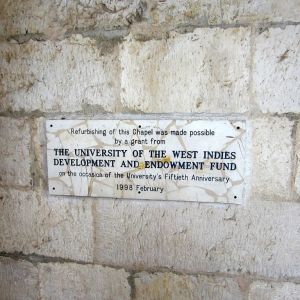 Refurbishing of this Chapel was made possible
by a grant from
THE UNIVERSITY OF THE WEST INDIES
DEVELOPMENT AND ENDOWMENT FUND
on the occasion of the University's Fiftieth Anniversary
1998 February